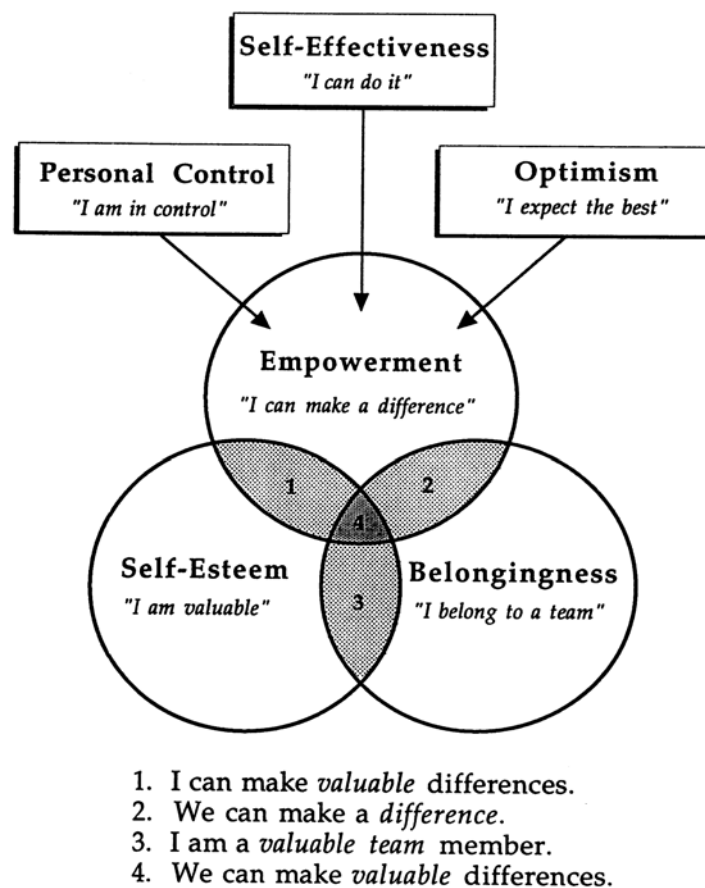 Self-Effectiveness
"I can do it"
Personal Control
"I am in control"
Optimism
"I expect the best"
Empowerment
"I can make a difference"
1
2
4
Self-Esteem
"I am valuable"
3
Belongingness
"I belong to a team"
1. I can make valuable differences.
2. We can make a difference.
3. I am a valuable team member.
4. We can make valuable differences.